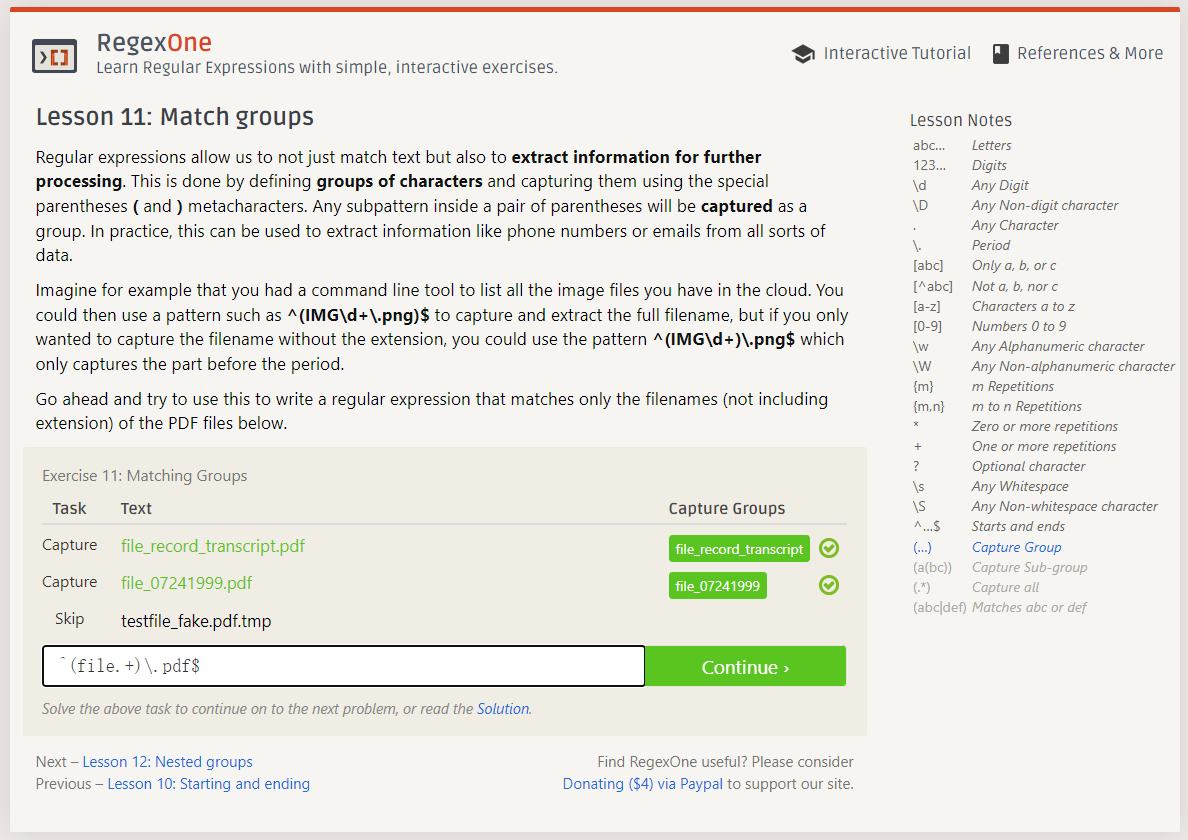 RegexOne
Learn Regular Expressions with simple, interactive exercises.
Interactive Tutorial
References & More
Lesson 11: Match groups
Regular expressions allow us to not just match text but also to extract information for further
processing. This is done by defining groups of characters and capturing them using the special
parentheses ( and ) metacharacters. Any subpattern inside a pair of parentheses will be captured as a
group. In practice, this can be used to extract information like phone numbers or emails from all sorts of
data.
Imagine for example that you had a command line tool to list all the image files you have in the cloud. You
could then use a pattern such as ^(IMG\d+\.png)$ to capture and extract the full filename, but if you only
wanted to capture the filename without the extension, you could use the pattern ^(IMG\d+)\.png$ which
only captures the part before the period.
Go ahead and try to use this to write a regular expression that matches only the filenames (not including
extension) of the PDF files below.
Exercise 11: Matching Groups
Task Text Capture Groups
Capture file_record_transcript.pdf file_record_transcript
Capture file_07241999.pdf file_07241999
Skip testfile_fake.pdf.tmp
^(file.+)\.pdf$
Continue ›
Solve the above task to continue on to the next problem, or read the Solution.
Next – Lesson 12: Nested groups
Previous – Lesson 10: Starting and ending
Find RegexOne useful? Please consider
Donating ($4) via Paypal to support our site.
Lesson Notes
abc… Letters
123… Digits
\d Any Digit
\D Any Non-digit character
. Any Character
\. Period
[abc] Only a, b, or c
[^abc] Not a, b, nor c
[a-z] Characters a to z
[0-9] Numbers 0 to 9
\w Any Alphanumeric character
\W Any Non-alphanumeric character
{m} m Repetitions
{m,n} m to n Repetitions
* Zero or more repetitions
+ One or more repetitions
? Optional character
\s Any Whitespace
\S Any Non-whitespace character
^…$ Starts and ends
(…) Capture Group
(a(bc)) Capture Sub-group
(.*) Capture all
(abc|def) Matches abc or def